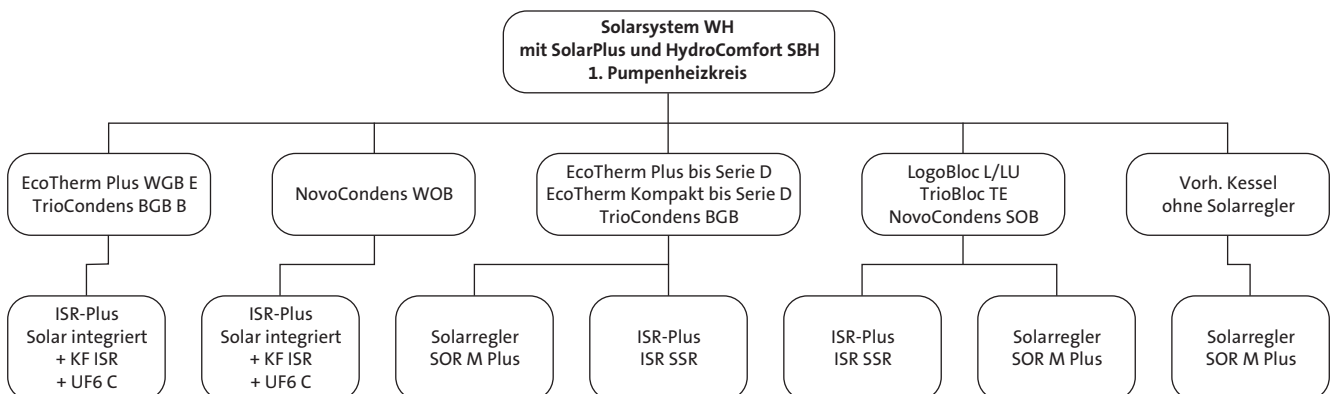 Solarsystem WH
mit SolarPlus und HydroComfort SBH
1. Pumpenheizkreis
EcoTherm Plus WGB E
TrioCondens BGB B
NovoCondens WOB
EcoTherm Plus bis Serie D
EcoTherm Kompakt bis Serie D
TrioCondens BGB
LogoBloc L/LU
TrioBloc TE
NovoCondens SOB
Vorh. Kessel
ohne Solarregler
ISR-Plus
Solar integriert
+ KF ISR
+ UF6 C
ISR-Plus
Solar integriert
+ KF ISR
+ UF6 C
Solarregler
SOR M Plus
ISR-Plus
ISR SSR
ISR-Plus
ISR SSR
Solarregler
SOR M Plus
Solarregler
SOR M Plus